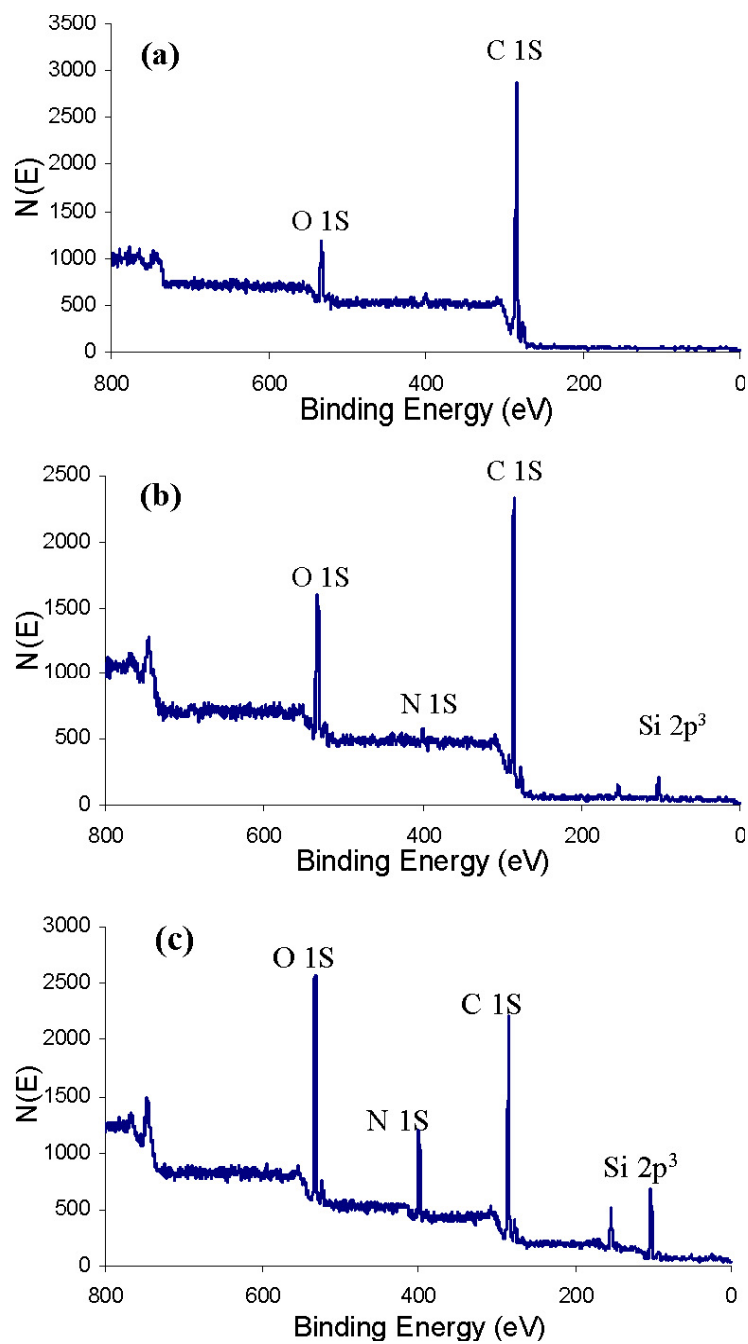 (a)
C 1S
O 1S
N(E)
3500
3000
2500
2000
1500
1000
500
0
800 600 400 200 0
Binding Energy (eV)
(b)
C 1S
O 1S
N 1S
Si 2p³
N(E)
2500
2000
1500
1000
500
0
800 600 400 200 0
Binding Energy (eV)
(c)
O 1S
C 1S
N 1S
Si 2p³
N(E)
3000
2500
2000
1500
1000
500
0
800 600 400 200 0
Binding Energy (eV)